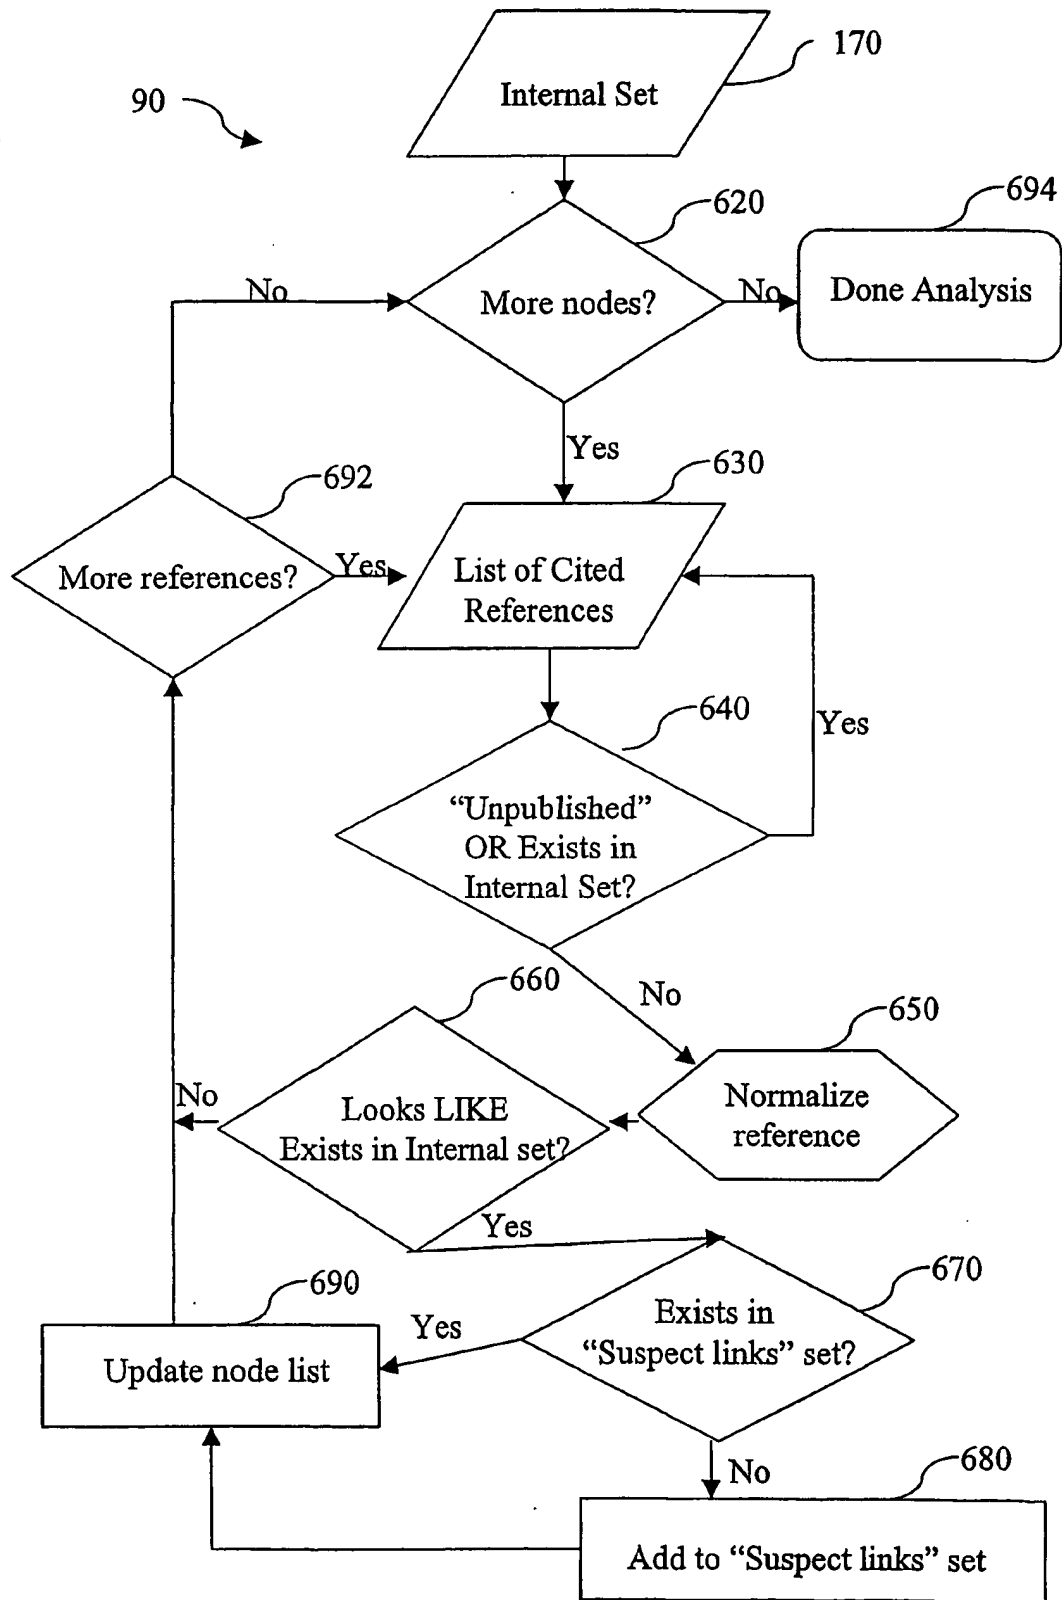 170
Internal Set
90
620
694
No
No
Done Analysis
More nodes?
Yes
692
630
More references?
Yes
List of Cited
References
640
Yes
“Unpublished”
OR Exists in
Internal Set?
660
No
650
No
Looks LIKE
Exists in Internal set?
Normalize
reference
Yes
690
670
Yes
Exists in
“Suspect links” set?
Update node list
No
680
Add to “Suspect links” set